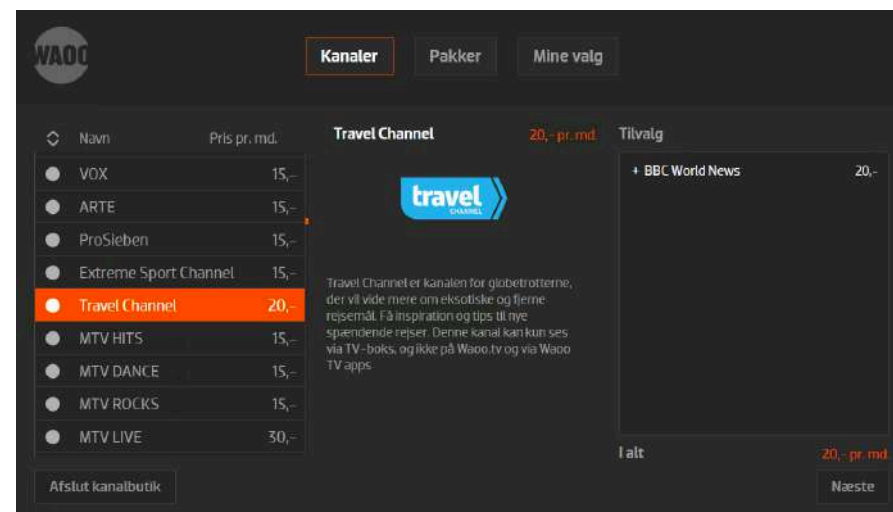 WAOO
Kanaler Pakker Mine valg
Navn Pris pr. md.
VOX 15,-
ARTE 15,-
ProSieben 15,-
Extreme Sport Channel 15,-
Travel Channel 20,-
MTV HITS 15,-
MTV DANCE 15,-
MTV ROCKS 15,-
MTV LIVE 30,-
Afslut kanalbutik
Travel Channel 20,- pr. md.
travel
CHANNEL
Travel Channel er kanalen for globetrotterne,
der vil vide mere om eksotiske og fjerne
rejsemål. Få inspiration og tips til nye
spændende rejser. Denne kanal kan kun ses
via TV-boks, og ikke på Waoo.tv og via Waoo
TV apps
Tilvalg
+ BBC World News 20,-
I alt 20,- pr. md.
Næste